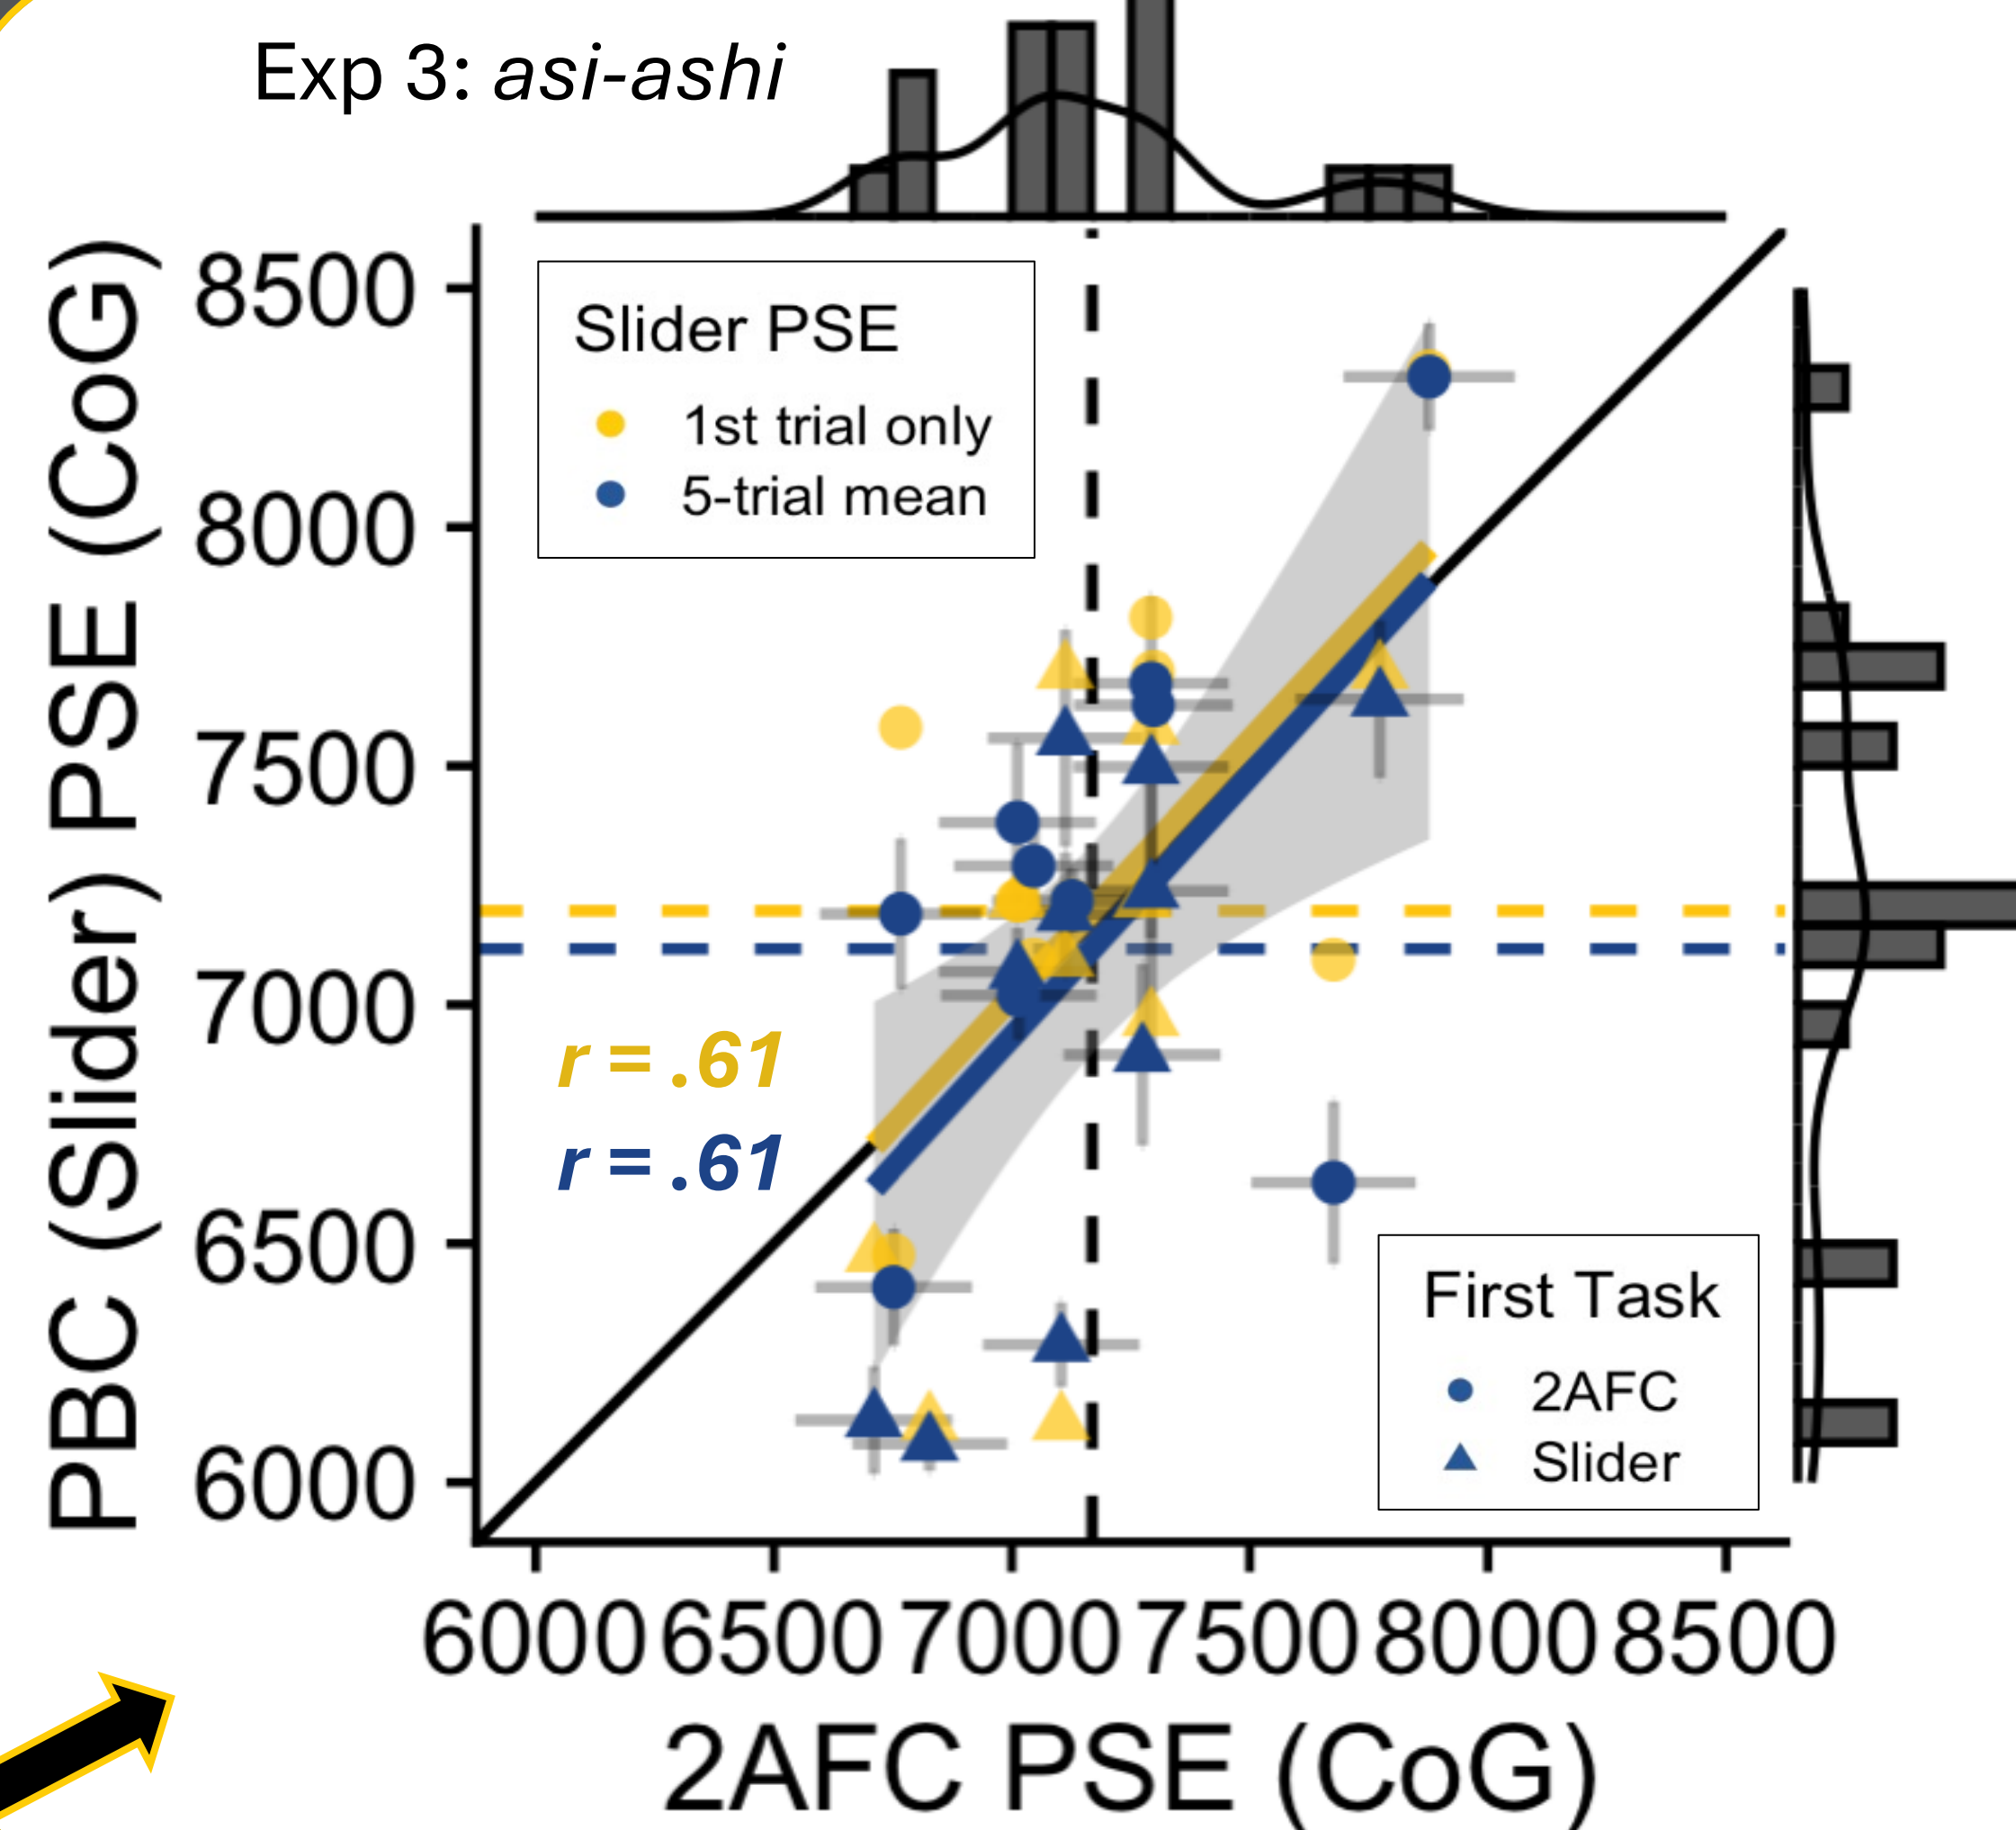 Exp 3: asi-ashi
PBC (Slider) PSE (CoG)
8500
8000
7500
7000
6500
6000
Slider PSE
1st trial only
5-trial mean
r = .61
r = .61
First Task
2AFC
Slider
6000 6500 7000 7500 8000 8500
2AFC PSE (CoG)